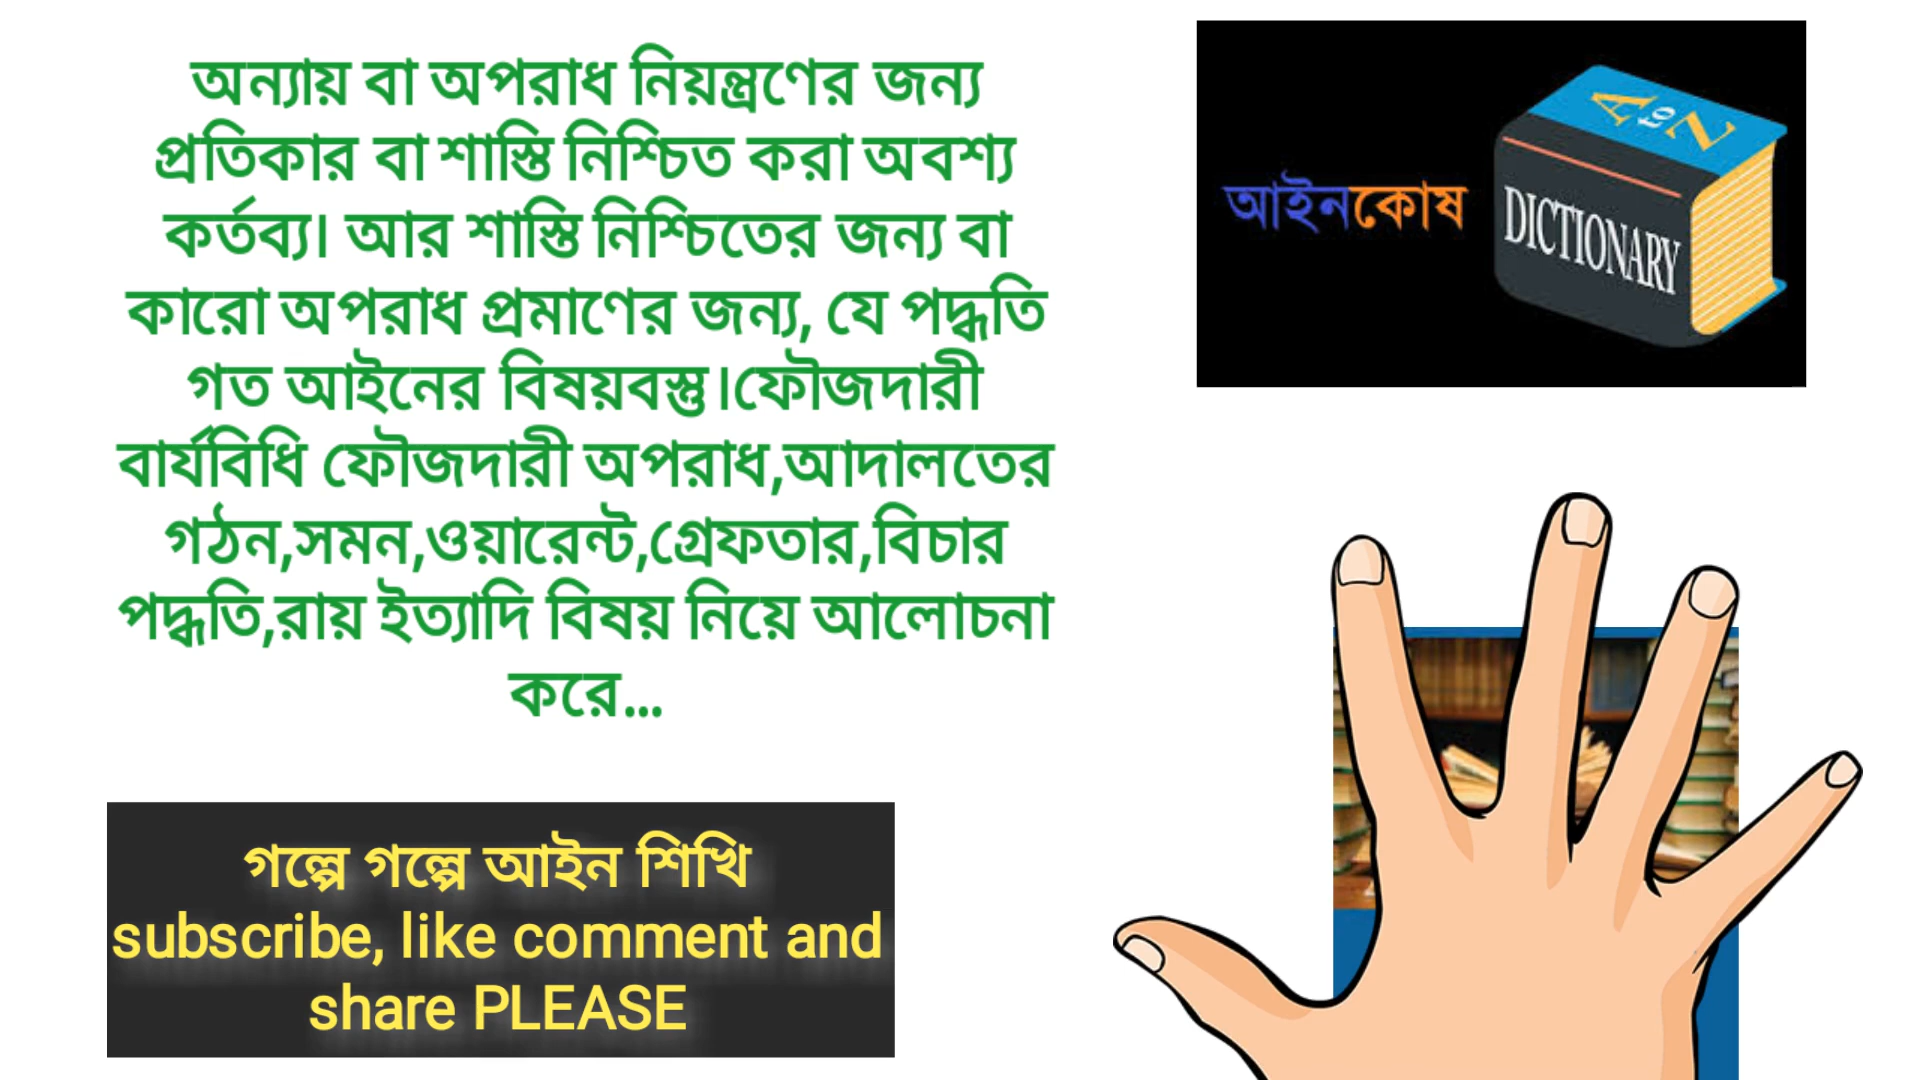 অন্যায় বা অপরাধ নিয়ন্ত্রণের জন্য
প্রতিকার বা শাস্তি নিশ্চিত করা অবশ্য
কর্তব্য। আর শাস্তি নিশ্চিতের জন্য বা
কারো অপরাধ প্রমাণের জন্য, যে পদ্ধতি
গত আইনের বিষয়বস্তু।ফৌজদারী
বার্যবিধি ফৌজদারী অপরাধ,আদালতের
গঠন,সমন,ওয়ারেন্ট,গ্রেফতার,বিচার
পদ্ধতি,রায় ইত্যাদি বিষয় নিয়ে আলোচনা
করে...
আইনকোষ
A to Z
DICTIONARY
গল্পে গল্পে আইন শিখি
subscribe, like comment and
share PLEASE